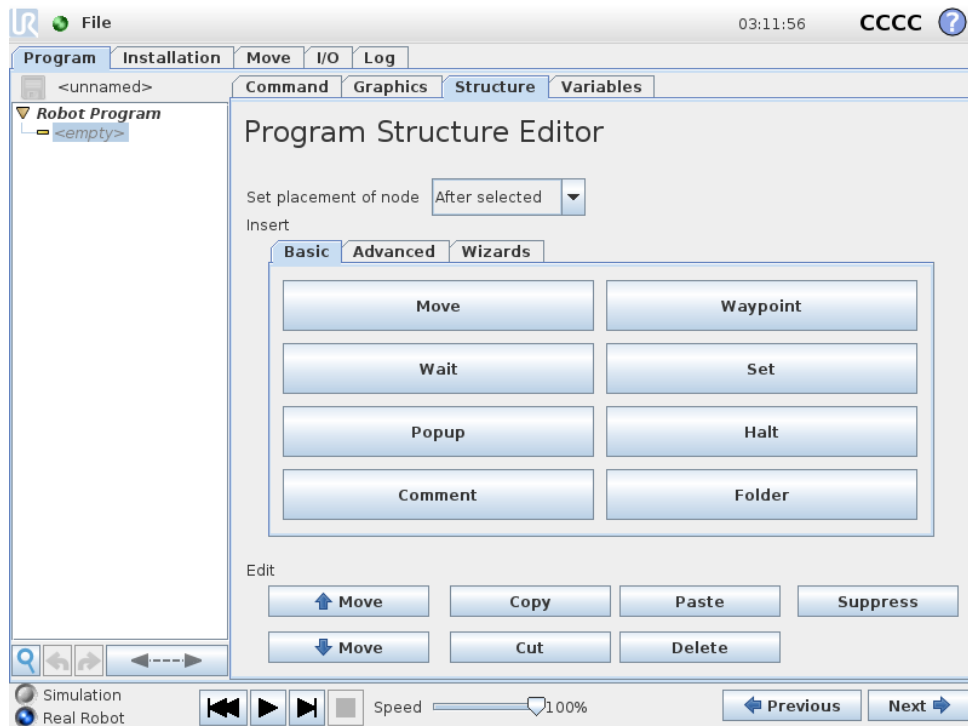 UR File 03:11:56 CCCC ?
Program Installation Move I/O Log
<unnamed> Command Graphics Structure Variables
Robot Program
<empty>
Program Structure Editor
Set placement of node After selected
Insert
Basic Advanced Wizards
Move Waypoint
Wait Set
Popup Halt
Comment Folder
Edit
Move Copy Paste Suppress
Move Cut Delete
Simulation
Real Robot
Speed 100% Previous Next